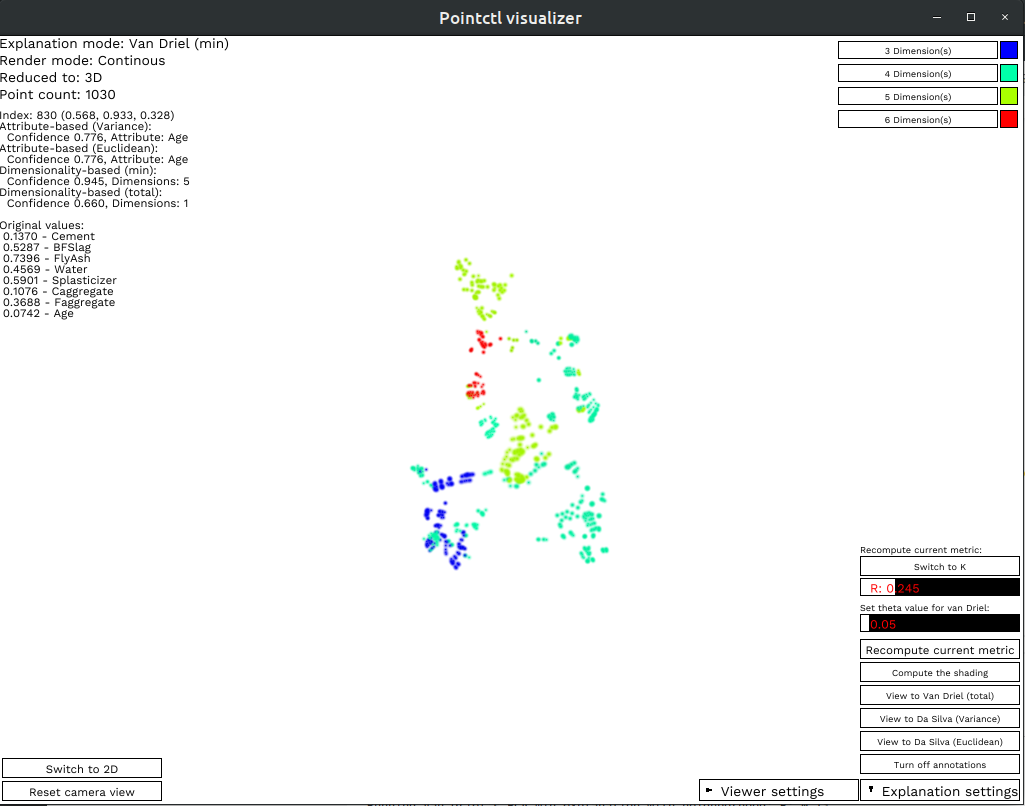 Pointctl visualizer
Explanation mode: Van Driel (min)
Render mode: Continous
Reduced to: 3D
Point count: 1030
Index: 830 (0.568, 0.933, 0.328)
Attribute-based (Variance):
Confidence 0.776, Attribute: Age
Attribute-based (Euclidean):
Confidence 0.776, Attribute: Age
Dimensionality-based (min):
Confidence 0.945, Dimensions: 5
Dimensionality-based (total):
Confidence 0.660, Dimensions: 1
Original values:
0.1370 - Cement
0.5287 - BFSlag
0.7396 - FlyAsh
0.4569 - Water
0.5901 - Splasticizer
0.1076 - Caggregate
0.3688 - Faggregate
0.0742 - Age
3 Dimension(s)
4 Dimension(s)
5 Dimension(s)
6 Dimension(s)
Recompute current metric:
Switch to K
R: 0.245
Set theta value for van Driel:
0.05
Recompute current metric
Compute the shading
View to Van Driel (total)
View to Da Silva (Variance)
View to Da Silva (Euclidean)
Turn off annotations
Switch to 2D
Reset camera view
Viewer settings
Explanation settings